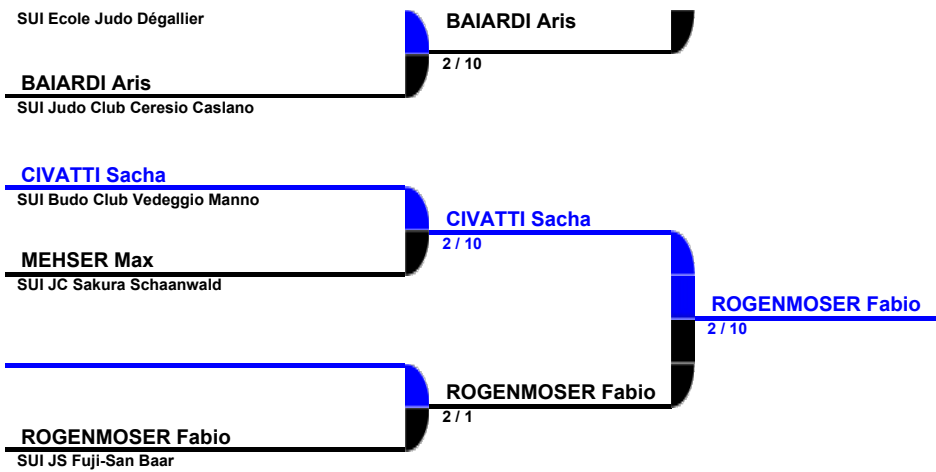 SUI Ecole Judo Dégallier
BAIARDI Aris
2 / 10
BAIARDI Aris
SUI Judo Club Ceresio Caslano
CIVATTI Sacha
SUI Budo Club Vedeggio Manno
CIVATTI Sacha
2 / 10
MEHSER Max
SUI JC Sakura Schaanwald
ROGENMOSER Fabio
2 / 10
ROGENMOSER Fabio
2 / 1
ROGENMOSER Fabio
SUI JS Fuji-San Baar